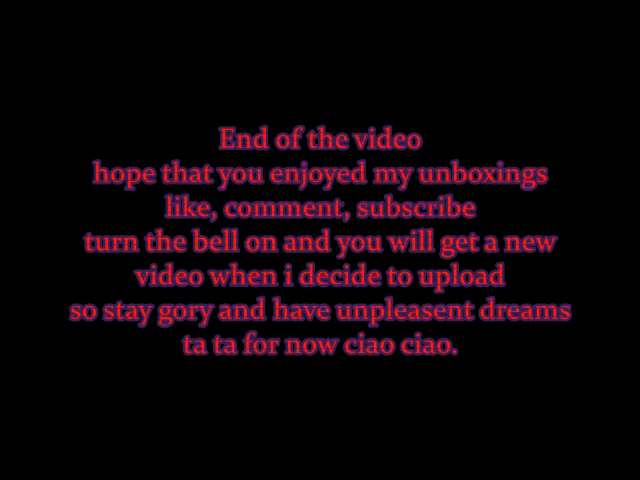 End of the video
hope that you enjoyed my unboxings
like, comment, subscribe
turn the bell on and you will get a new
video when i decide to upload
so stay gory and have unpleasent dreams
ta ta for now ciao ciao.